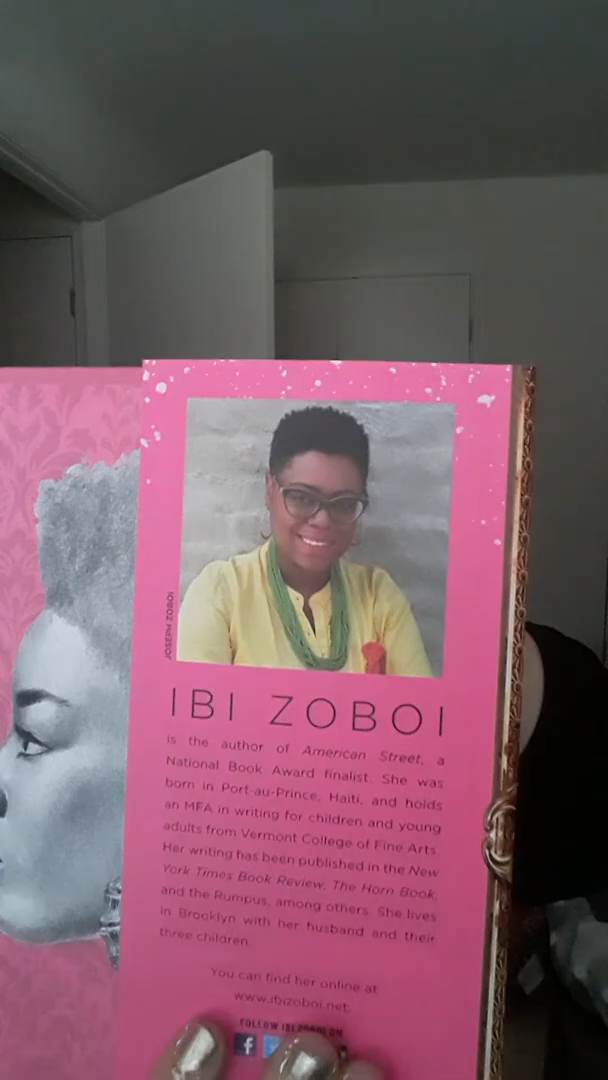 JOSEPH ZOBOI
IBI ZOBOI
is the author of American Street, a
National Book Award finalist. She was
born in Port-au-Prince, Haiti, and holds
an MFA in writing for children and young
adults from Vermont College of Fine Arts.
Her writing has been published in the New
York Times Book Review, The Horn Book,
and the Rumpus, among others. She lives
in Brooklyn with her husband and their
three children.
You can find her online at
www.ibizoboi.net.
FOLLOW IBI ZOBOI ON